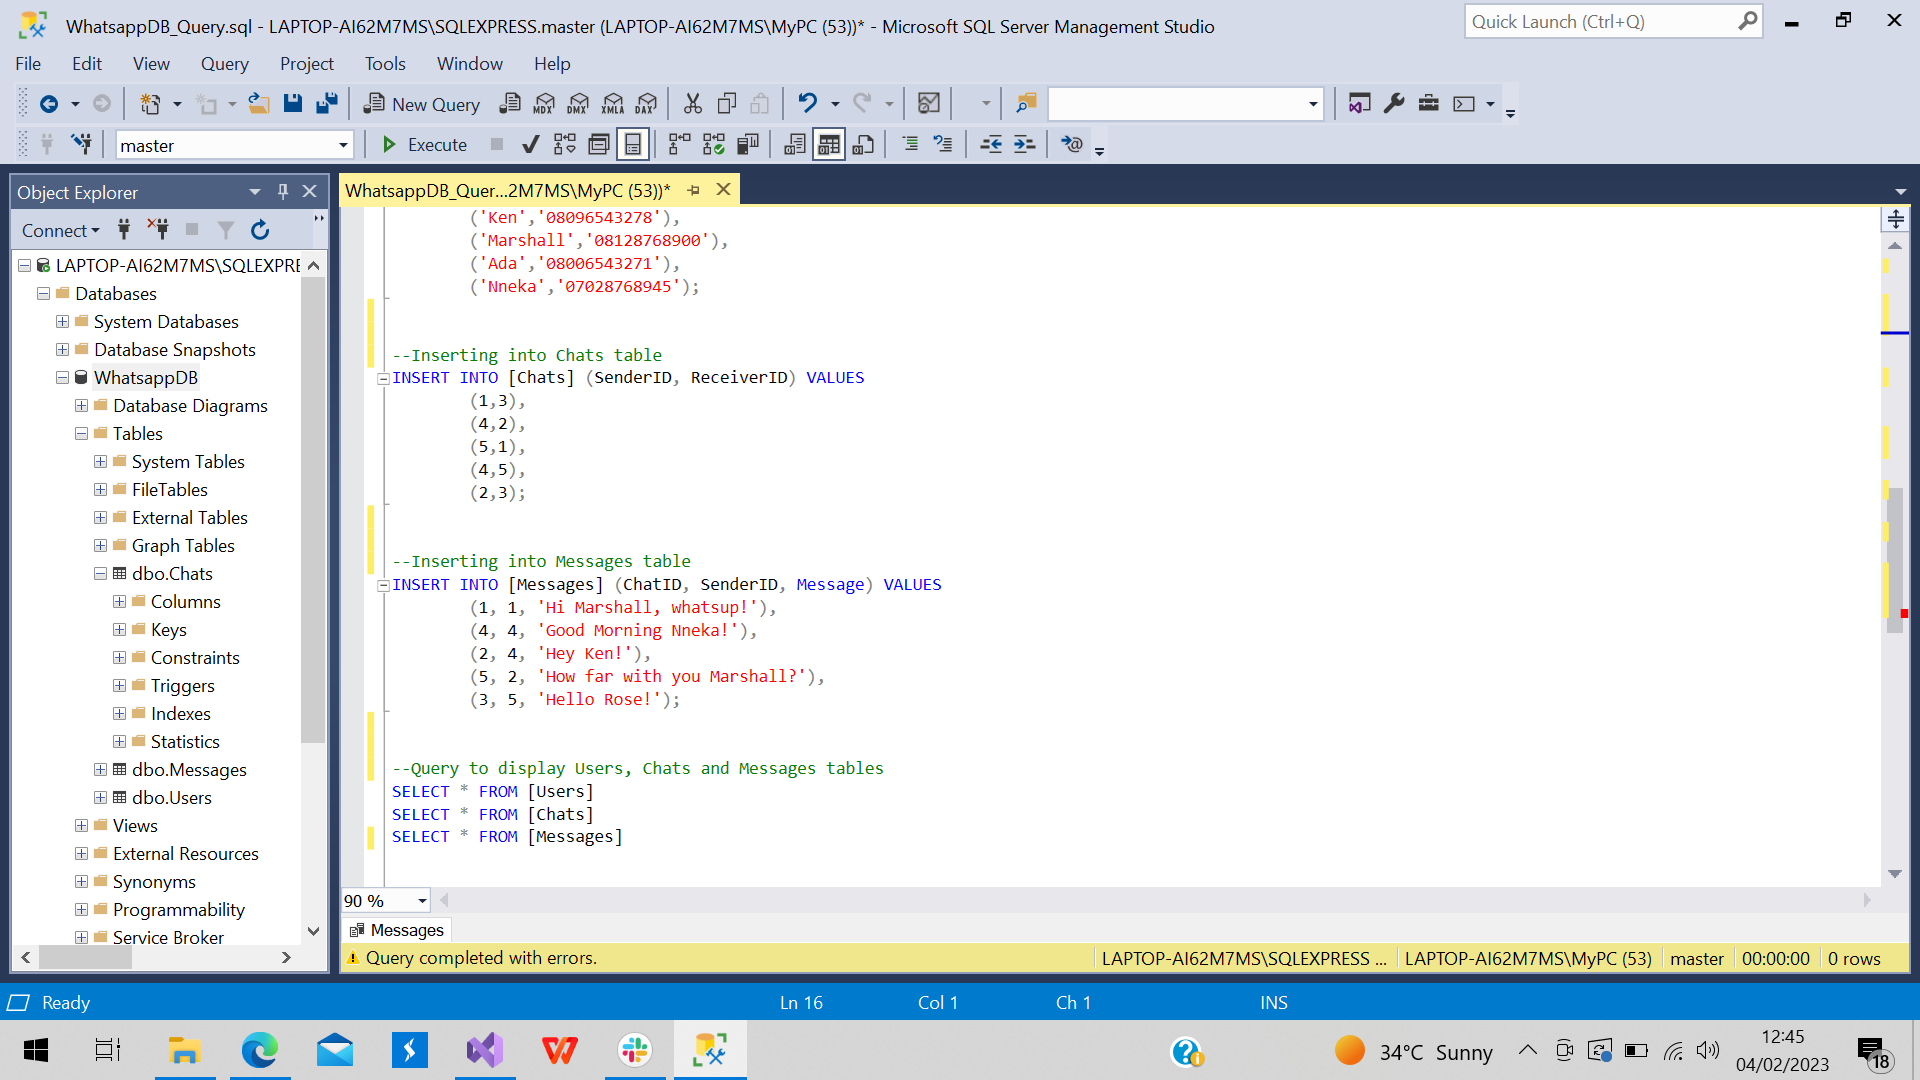 WhatsappDB_Query.sql - LAPTOP-AI62M7MS\SQLEXPRESS.master (LAPTOP-AI62M7MS\MyPC (53))* - Microsoft SQL Server Management Studio
Quick Launch (Ctrl+Q)
File Edit View Query Project Tools Window Help
New Query MDX DMX XMLA DAX
master Execute
Object Explorer
WhatsappDB_Quer...2M7MS\MyPC (53))*
Connect
LAPTOP-AI62M7MS\SQLEXPRE
Databases
System Databases
Database Snapshots
WhatsappDB
Database Diagrams
Tables
System Tables
FileTables
External Tables
Graph Tables
dbo.Chats
Columns
Keys
Constraints
Triggers
Indexes
Statistics
dbo.Messages
dbo.Users
Views
External Resources
Synonyms
Programmability
Service Broker
('Ken','08096543278'),
('Marshall','08128768900'),
('Ada','08006543271'),
('Nneka','07028768945');
--Inserting into Chats table
INSERT INTO [Chats] (SenderID, ReceiverID) VALUES
(1,3),
(4,2),
(5,1),
(4,5),
(2,3);
--Inserting into Messages table
INSERT INTO [Messages] (ChatID, SenderID, Message) VALUES
(1, 1, 'Hi Marshall, whatsup!'),
(4, 4, 'Good Morning Nneka!'),
(2, 4, 'Hey Ken!'),
(5, 2, 'How far with you Marshall?'),
(3, 5, 'Hello Rose!');
--Query to display Users, Chats and Messages tables
SELECT * FROM [Users]
SELECT * FROM [Chats]
SELECT * FROM [Messages]
90 %
Messages
Query completed with errors. LAPTOP-AI62M7MS\SQLEXPRESS ... LAPTOP-AI62M7MS\MyPC (53) master 00:00:00 0 rows
Ready Ln 16 Col 1 Ch 1 INS
34°C Sunny
12:45
04/02/2023
18